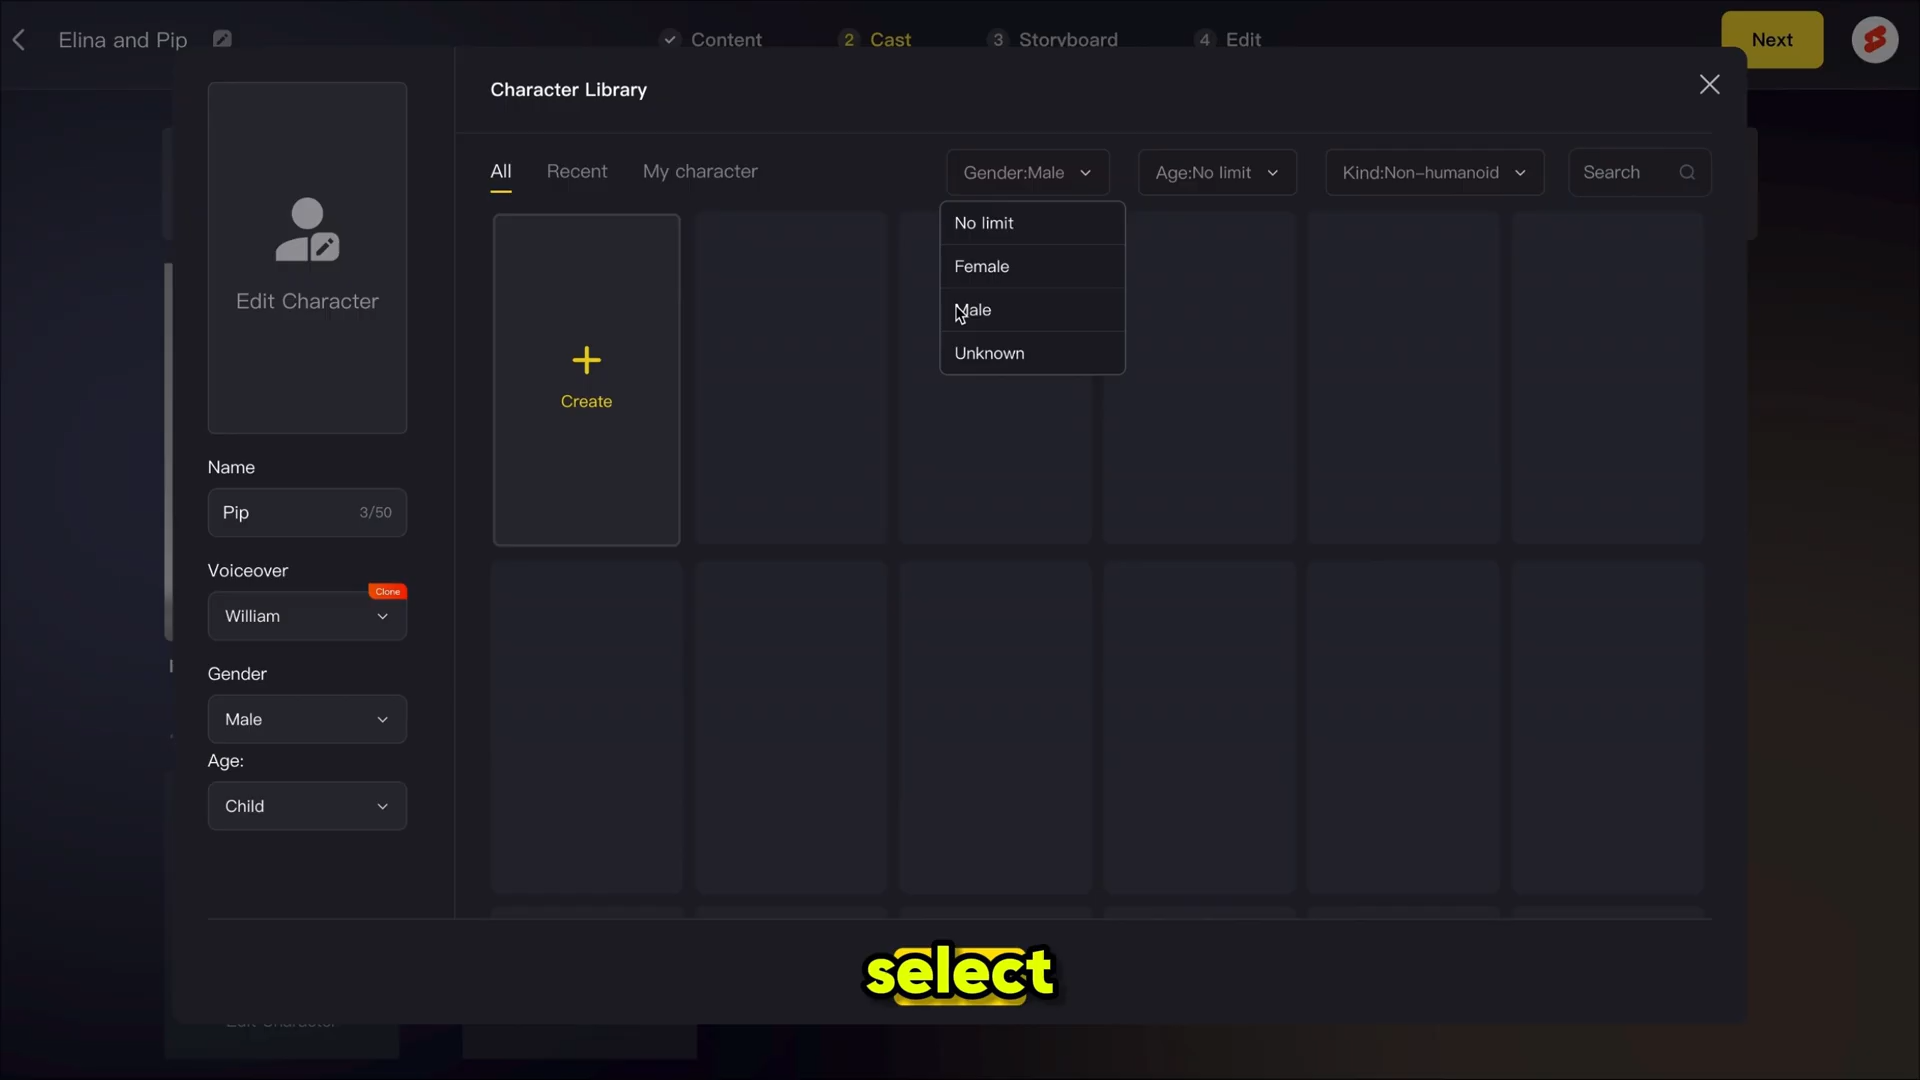 Elina and Pip
Content
2 Cast
3 Storyboard
4 Edit
Next
Character Library
All
Recent
My character
Gender:Male
Age:No limit
Kind:Non-humanoid
Search
No limit
Female
Male
Unknown
Edit Character
Create
Name
Pip
3/50
Voiceover
Clone
William
Gender
Male
Age:
Child
select
Edit Character